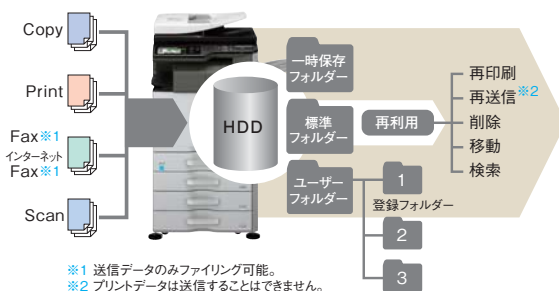 Copy
Print
Fax※1
インターネット
Fax※1
Scan
HDD
一時保存
フォルダー
標準
フォルダー
ユーザー
フォルダー
再利用
再印刷
再送信※2
削除
移動
検索
1
登録フォルダー
2
3
※1 送信データのみファイリング可能。
※2 プリントデータは送信することはできません。